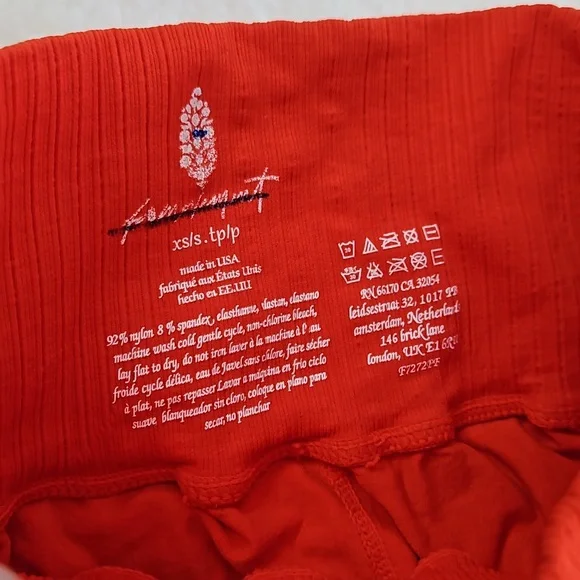 xs/s . tp/p
made in USA
fabriqué aux États Unis
hecho en EE.UU
92% nylon 8 % spandex, elasthanne, elastan, elastano
machine wash cold gentle cycle, non-chlorine bleach,
lay flat to dry, do not iron laver à la machine à l'eau
froide cycle délica, eau de javel sans chlore, faire sécher
à plat, ne pas repasser Lavar a máquina en frío ciclo
suave blanqueador sin cloro, coloque en plano para
secar, no planchar
30
30
RN 66170 CA 32054
leidsestraat 32, 1017
amsterdam, Netherlands
146 brick lane
london, UK E1 6RU
F7272PF